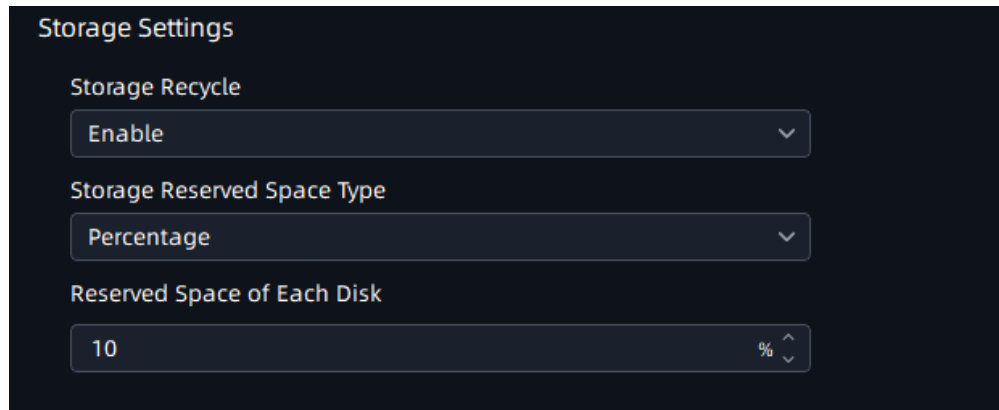 Storage Settings
Storage Recycle
Enable
Storage Reserved Space Type
Percentage
Reserved Space of Each Disk
10 %